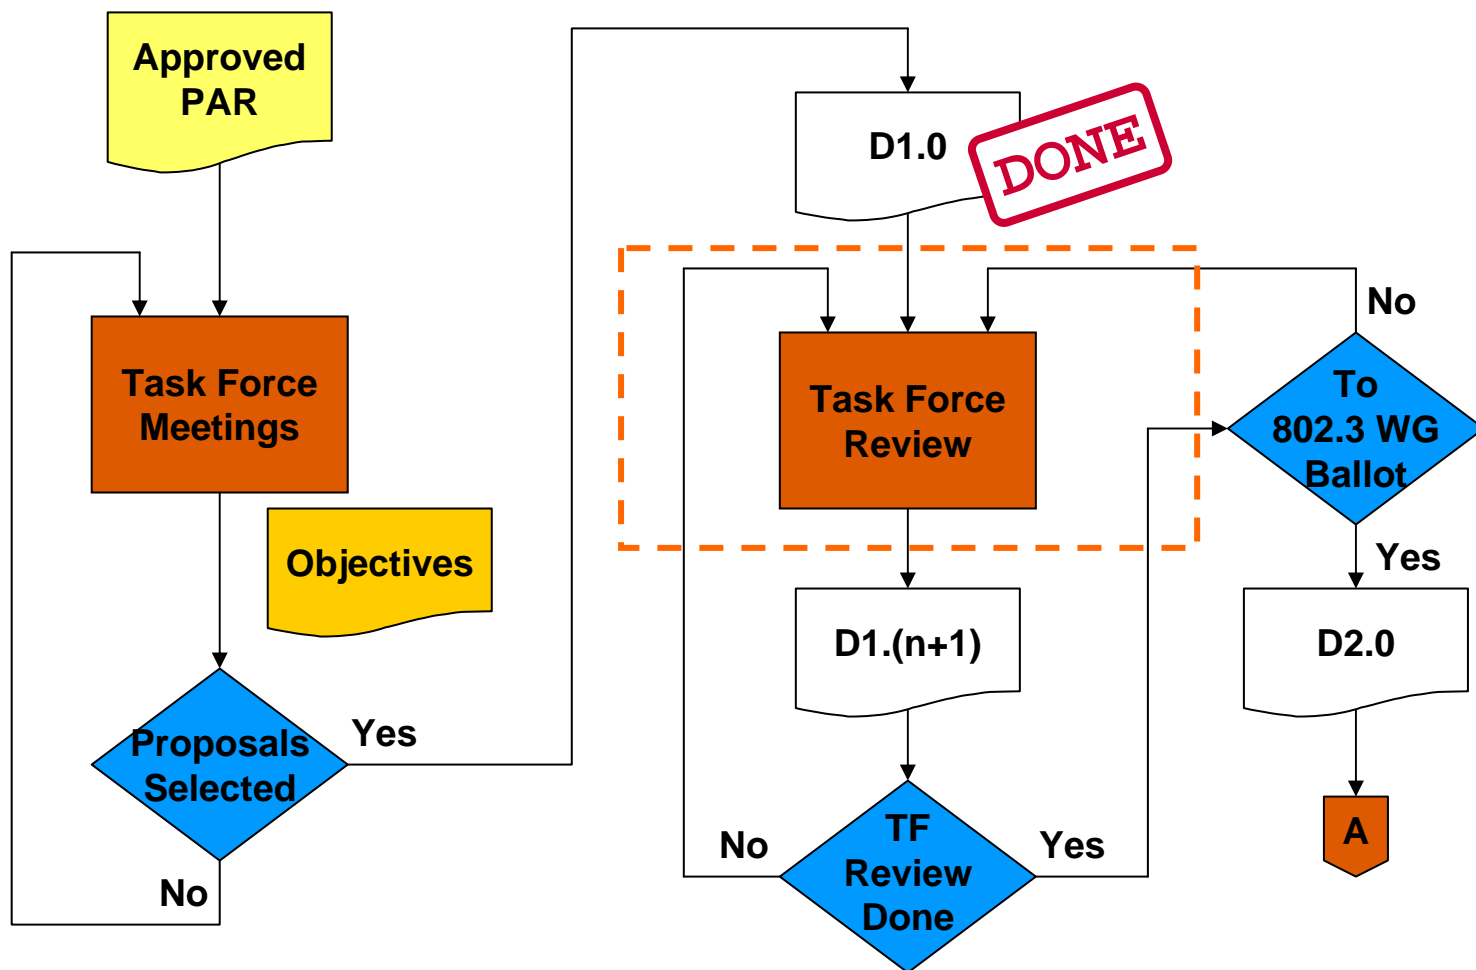 Approved
PAR
Task Force
Meetings
Objectives
Proposals
Selected
Yes
No
D1.0
DONE
Task Force
Review
D1.(n+1)
TF
Review
Done
No
Yes
To
802.3 WG
Ballot
No
Yes
D2.0
A